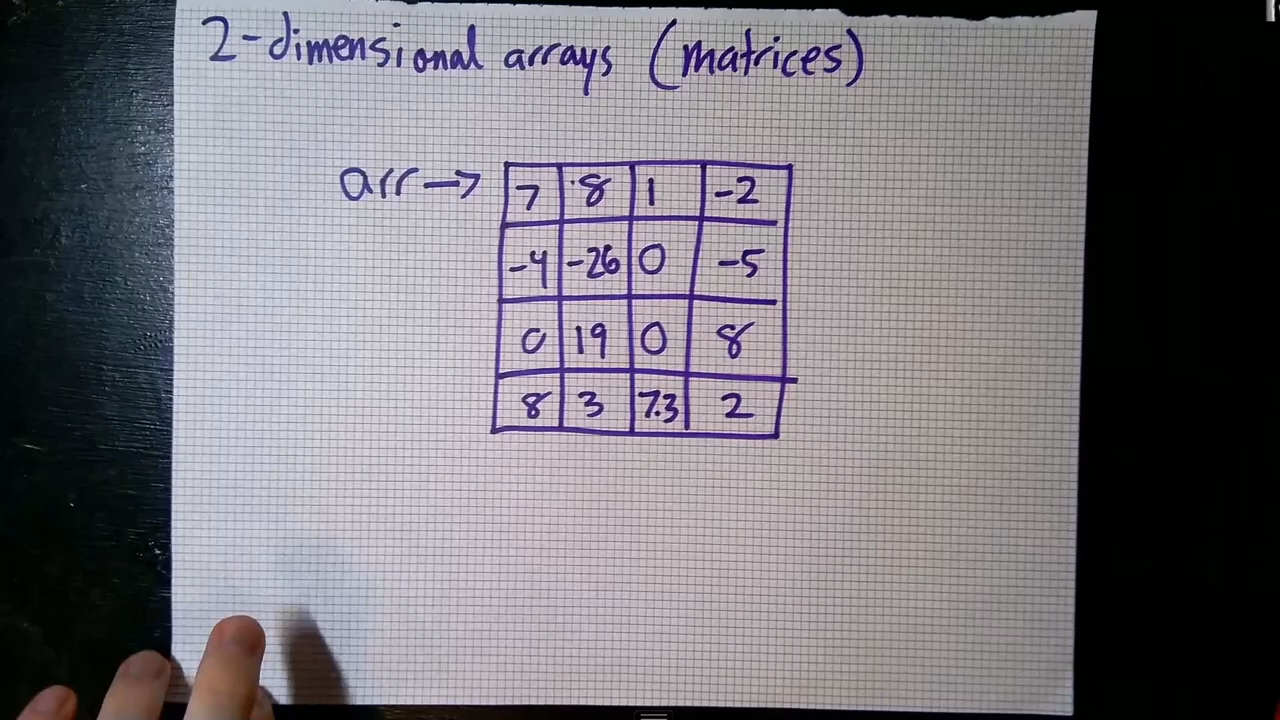 2-dimensional arrays (matrices)
arr → 7 .8 1 -2
-4 -26 0 -5
0 19 0 8
8 3 7.3 2